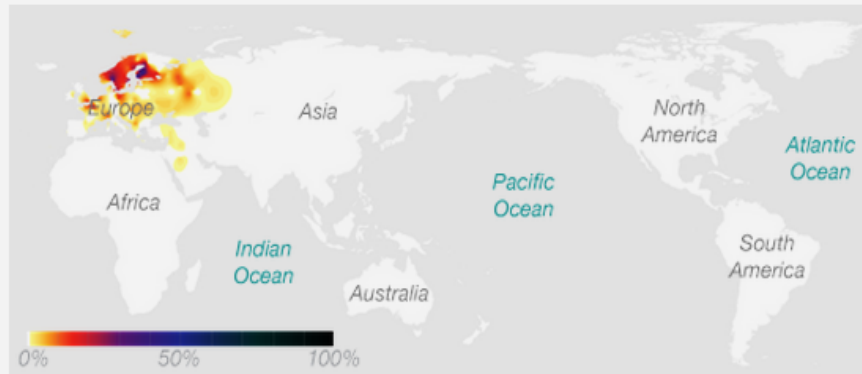 Europe
Asia
North
America
Atlantic
Ocean
Pacific
Ocean
Africa
Indian
Ocean
South
America
Australia
0%
50%
100%